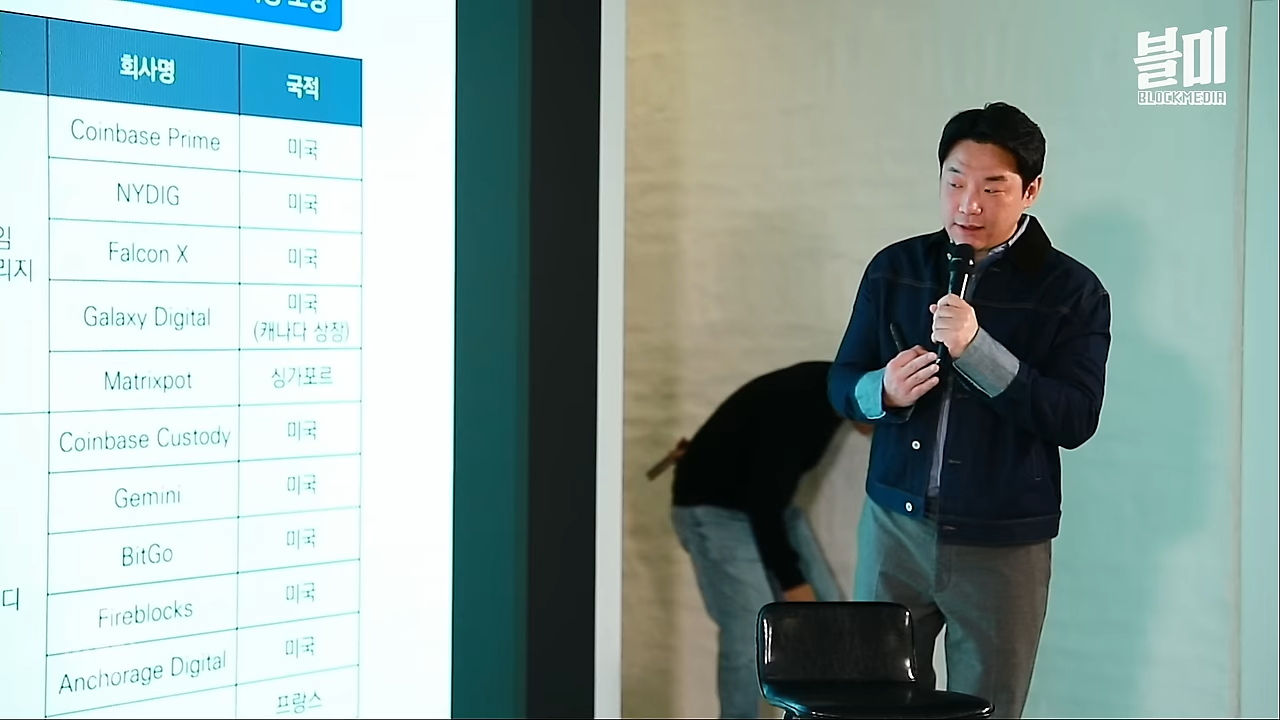 회사명 국적
Coinbase Prime 미국
NYDIG 미국
Falcon X 미국
Galaxy Digital 미국
(캐나다 상장)
Matrixpot 싱가포르
Coinbase Custody 미국
Gemini 미국
BitGo 미국
Fireblocks 미국
Anchorage Digital 미국
프랑스
임
리지
디
블미
BLOCKMEDIA